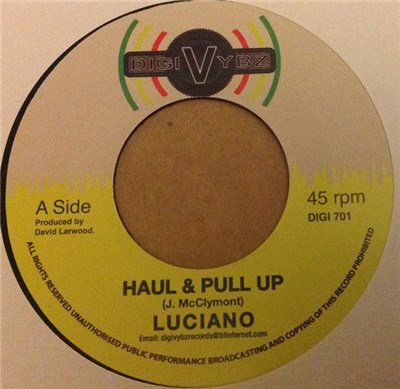 DIGI VYBZ
A Side
Produced by
David Larwood.
45 rpm
DIGI 701
HAUL & PULL UP
(J. McClymont)
LUCIANO
Email: digivybzrecords@btinternet.com
ALL RIGHTS RESERVED UNAUTHORISED PUBLIC PERFORMANCE BROADCASTING AND COPYING OF THIS RECORD PROHIBITED